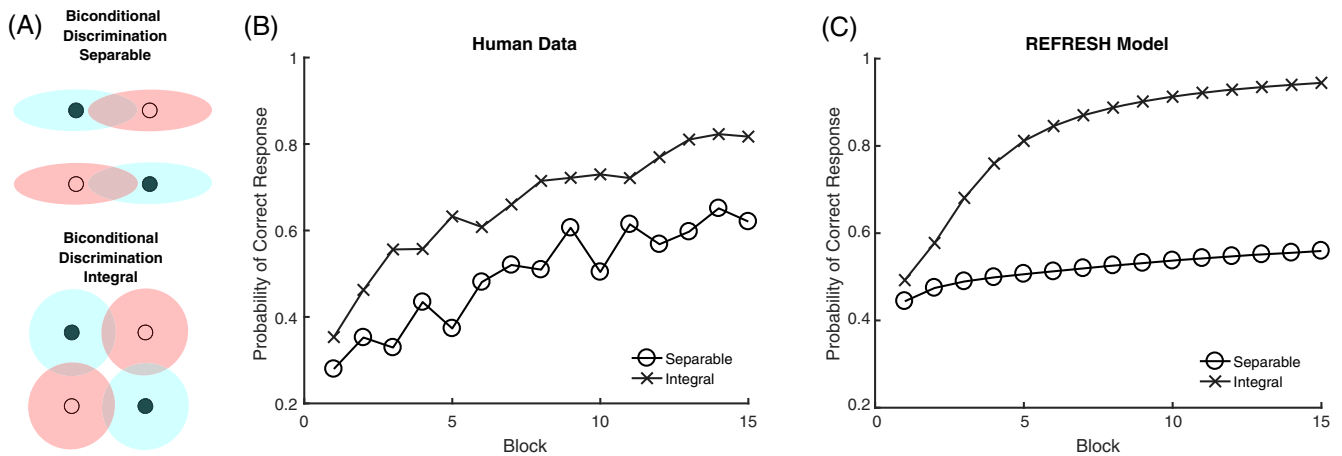 (A)
Biconditional
Discrimination
Separable
Biconditional
Discrimination
Integral
(B)
Human Data
Probability of Correct Response
1
0.8
0.6
0.4
0.2
0
5
10
15
Block
Separable
Integral
(C)
REFRESH Model
Probability of Correct Response
1
0.8
0.6
0.4
0.2
0
5
10
15
Block
Separable
Integral